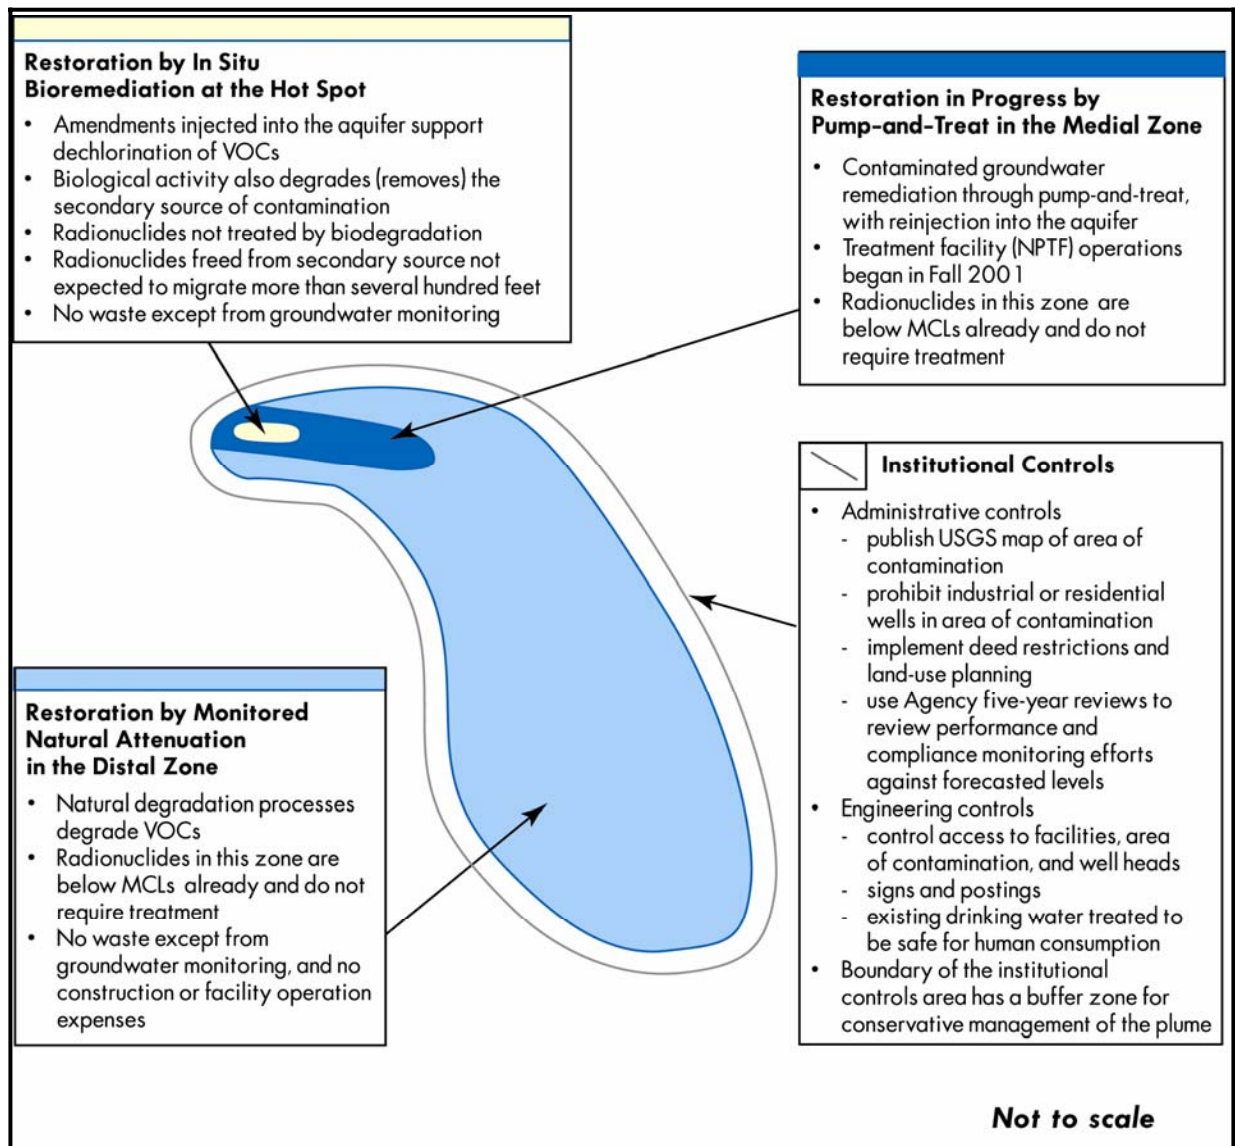 Restoration by In Situ
Bioremediation at the Hot Spot
• Amendments injected into the aquifer support
dechlorination of VOCs
• Biological activity also degrades (removes) the
secondary source of contamination
• Radionuclides not treated by biodegradation
• Radionuclides freed from secondary source not
expected to migrate more than several hundred feet
• No waste except from groundwater monitoring
Restoration in Progress by
Pump-and-Treat in the Medial Zone
• Contaminated groundwater
remediation through pump-and-treat,
with reinjection into the aquifer
• Treatment facility (NPTF) operations
began in Fall 2001
• Radionuclides in this zone are
below MCLs already and do not
require treatment
Institutional Controls
• Administrative controls
- publish USGS map of area of
contamination
- prohibit industrial or residential
wells in area of contamination
- implement deed restrictions and
land-use planning
- use Agency five-year reviews to
review performance and
compliance monitoring efforts
against forecasted levels
• Engineering controls
- control access to facilities, area
of contamination, and well heads
- signs and postings
- existing drinking water treated to
be safe for human consumption
• Boundary of the institutional
controls area has a buffer zone for
conservative management of the plume
Restoration by Monitored
Natural Attenuation
in the Distal Zone
• Natural degradation processes
degrade VOCs
• Radionuclides in this zone are
below MCLs already and do not
require treatment
• No waste except from
groundwater monitoring, and no
construction or facility operation
expenses
Not to scale